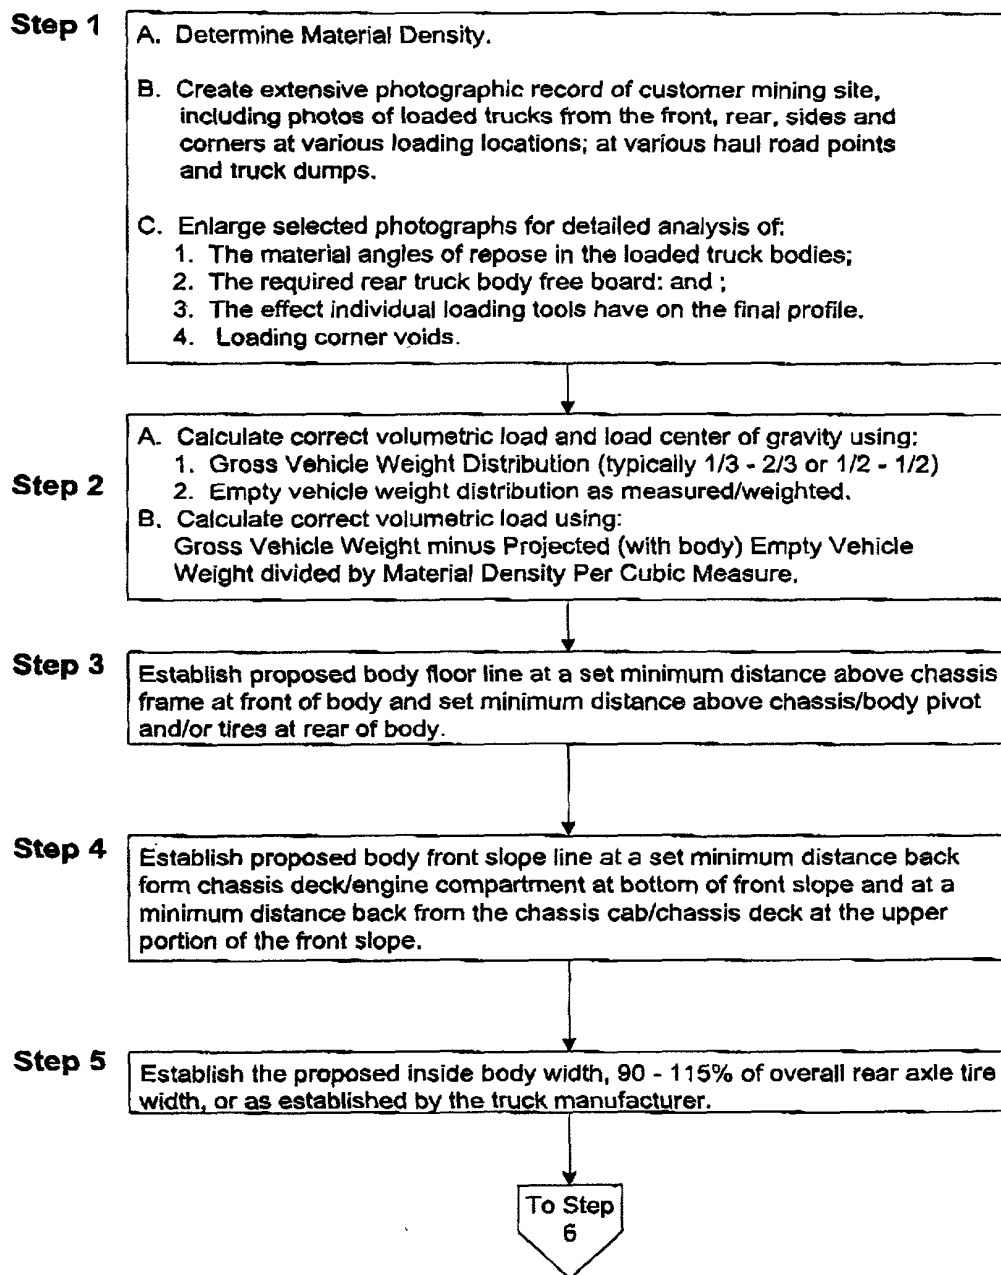 Step 1
A. Determine Material Density.
B. Create extensive photographic record of customer mining site,
including photos of loaded trucks from the front, rear, sides and
corners at various loading locations; at various haul road points
and truck dumps.
C. Enlarge selected photographs for detailed analysis of:
1. The material angles of repose in the loaded truck bodies;
2. The required rear truck body free board: and ;
3. The effect individual loading tools have on the final profile.
4. Loading corner voids.
Step 2
A. Calculate correct volumetric load and load center of gravity using:
1. Gross Vehicle Weight Distribution (typically 1/3 - 2/3 or 1/2 - 1/2)
2. Empty vehicle weight distribution as measured/weighted.
B. Calculate correct volumetric load using:
Gross Vehicle Weight minus Projected (with body) Empty Vehicle
Weight divided by Material Density Per Cubic Measure.
Step 3
Establish proposed body floor line at a set minimum distance above chassis
frame at front of body and set minimum distance above chassis/body pivot
and/or tires at rear of body.
Step 4
Establish proposed body front slope line at a set minimum distance back
form chassis deck/engine compartment at bottom of front slope and at a
minimum distance back from the chassis cab/chassis deck at the upper
portion of the front slope.
Step 5
Establish the proposed inside body width, 90 - 115% of overall rear axle tire
width, or as established by the truck manufacturer.
To Step
6